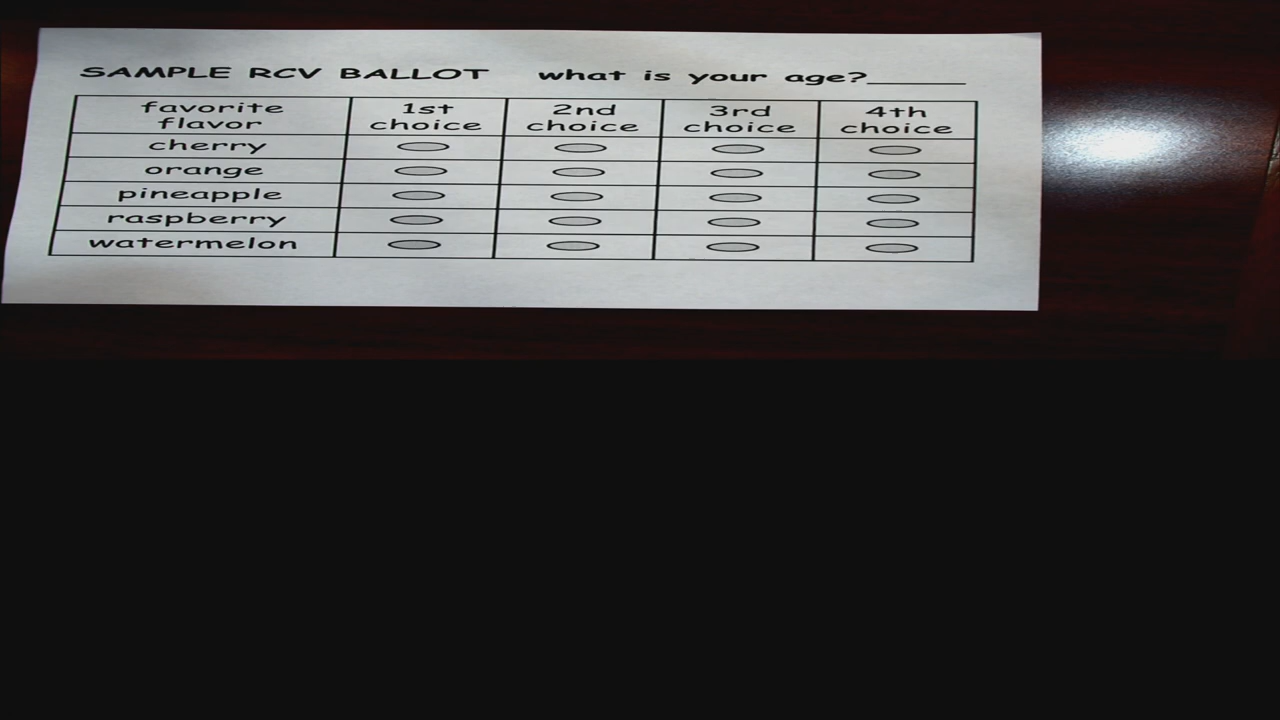 SAMPLE RCV BALLOT what is your age?______
favorite flavor 1st choice 2nd choice 3rd choice 4th choice
cherry
orange
pineapple
raspberry
watermelon